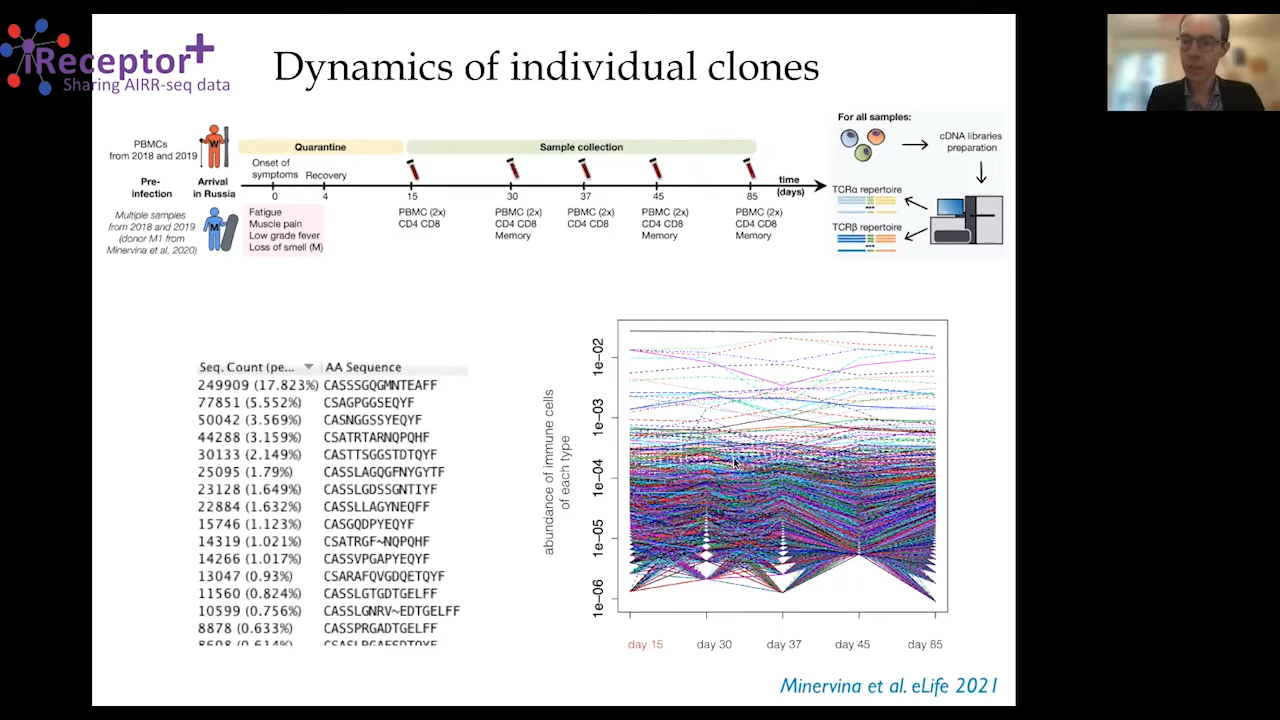 iReceptor+
Sharing AIRR-seq data
Dynamics of individual clones
PBMCs
from 2018 and 2019
W
Pre-
infection
Arrival
in Russia
Multiple samples
from 2018 and 2019
(donor M1 from
Minervina et al, 2020)
M
Quarantine
Onset of
symptoms
Recovery
0
4
Fatigue
Muscle pain
Low grade fever
Loss of smell (M)
Sample collection
15
30
37
45
85
time
(days)
PBMC (2x)
CD4 CD8
PBMC (2x)
CD4 CD8
Memory
PBMC (2x)
CD4 CD8
PBMC (2x)
CD4 CD8
Memory
PBMC (2x)
CD4 CD8
Memory
For all samples:
cDNA libraries
preparation
TCRα repertoire
TCRβ repertoire
Seq. Count (pe... AA Sequence
249909 (17.823%) CASSSGQGMNTEAFF
77851 (5.552%) CSAGPGGSEQYF
50042 (3.569%) CASNGGSSYEQYF
44288 (3.159%) CSATRTARNQPQHF
30133 (2.149%) CASTTSGGSTDTQYF
25095 (1.79%) CASSLAGQGFNYGYTF
23128 (1.649%) CASSLGDSSGNTIYF
22884 (1.632%) CASSLLAGYNEQFF
15746 (1.123%) CASGQDPYEQYF
14319 (1.021%) CSATRGF~NQPQHF
14266 (1.017%) CASSVPGAPYEQYF
13047 (0.93%) CSARAFQVGDQETQYF
11560 (0.824%) CASSLGTGDTGELFF
10599 (0.756%) CASSLGNRV~EDTGELFF
8878 (0.633%) CASSPRGADTGELFF
abundance of immune cells
of each type
1e-02
1e-03
1e-04
1e-05
1e-06
day 15
day 30
day 37
day 45
day 85
Minervina et al. eLife 2021